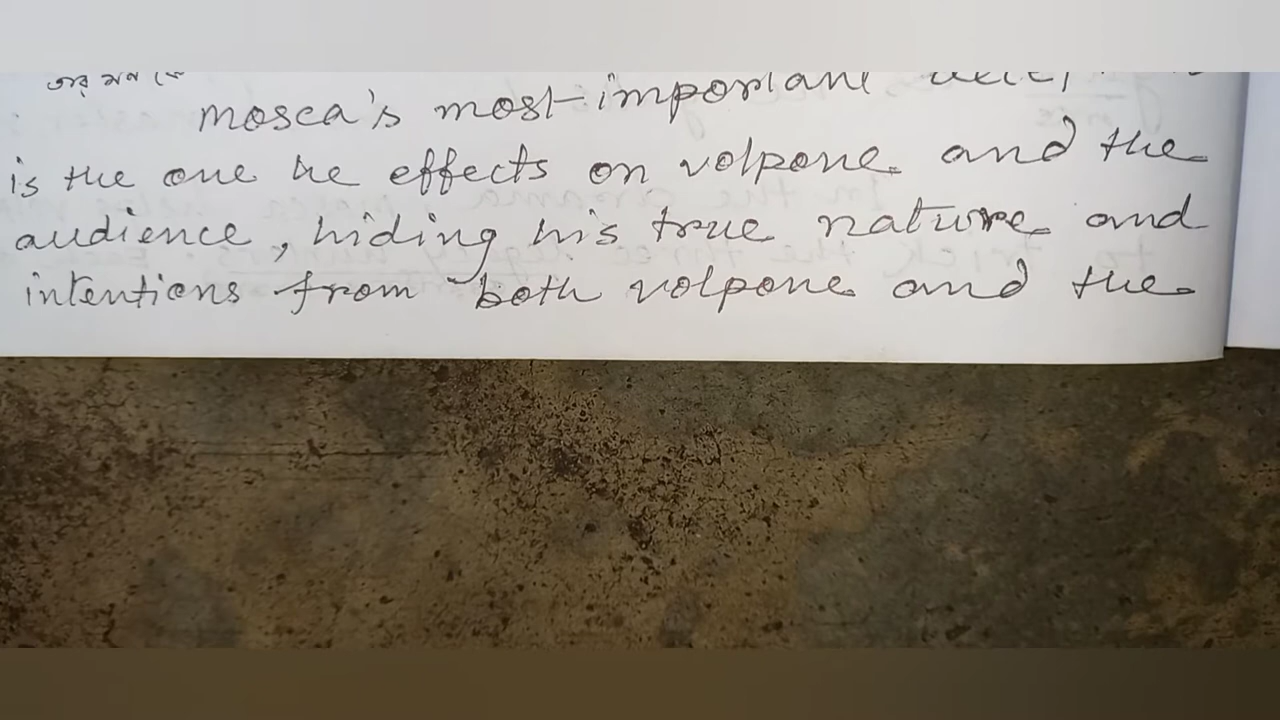 mosca's most important
is the one he effects on volpone and the
audience, hiding his true nature and
intentions from both volpone and the